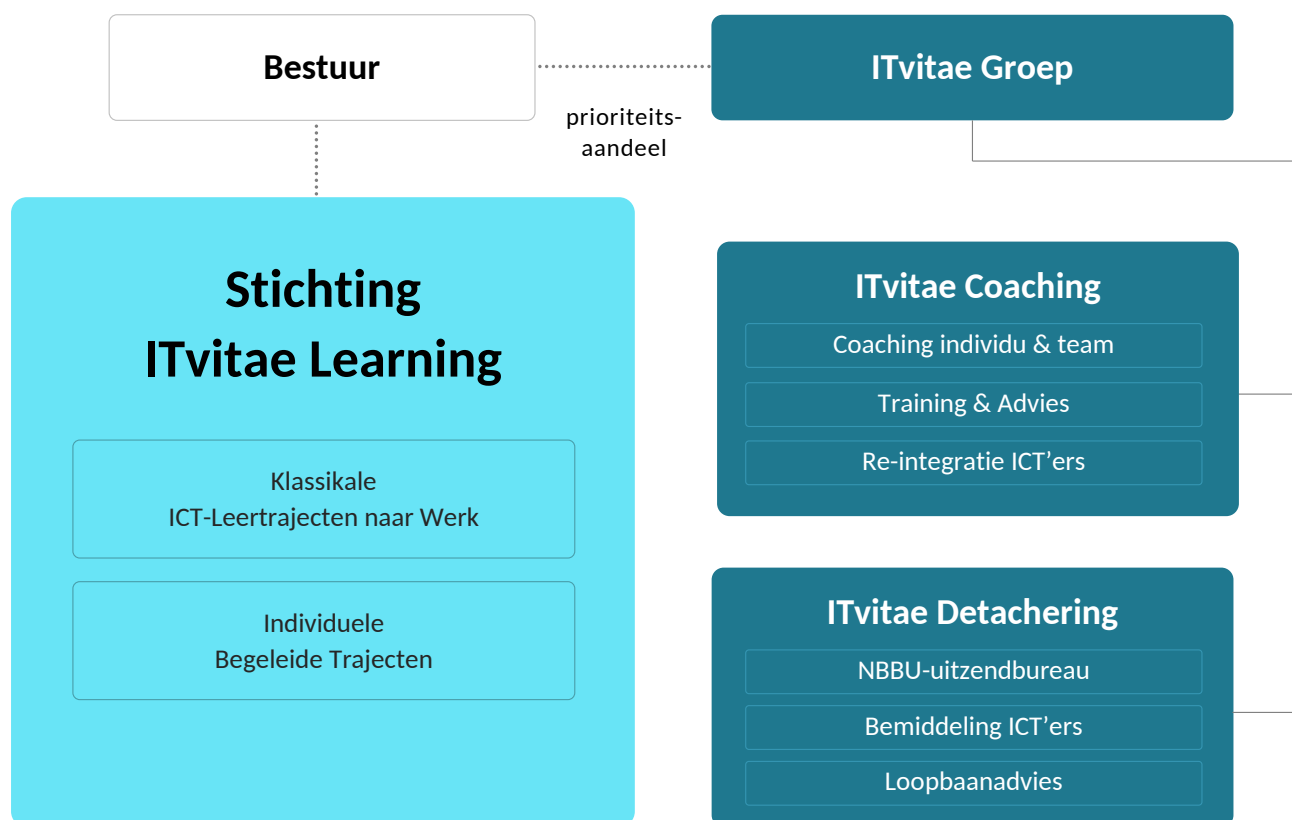 Bestuur
ITvitae Groep
prioriteits-
aandeel
Stichting
ITvitae Learning
Klassikale
ICT-Leertrajecten naar Werk
Individuele
Begeleide Trajecten
ITvitae Coaching
Coaching individu & team
Training & Advies
Re-integratie ICT’ers
ITvitae Detachering
NBBU-uitzendbureau
Bemiddeling ICT’ers
Loopbaanadvies